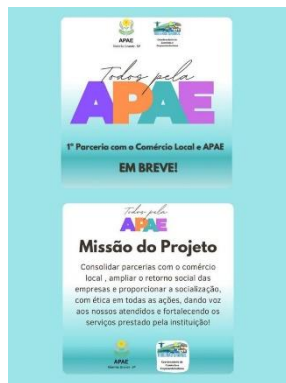 APAE
Todos pela
APAE
1ª Parceria com o Comércio Local e APAE
EM BREVE!
Todos pela
APAE
Missão do Projeto
Consolidar parcerias com o comércio
local , ampliar o retorno social das
empresas e proporcionar a socialização,
com ética em todas as ações, dando voz
aos nossos atendidos e fortalecendo os
serviços prestado pela instituição!
APAE